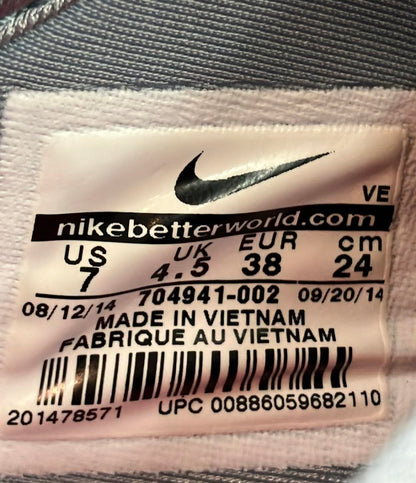 VE
nikebetterworld.com
US UK EUR cm
7 4.5 38 24
08/12/14 704941-002 09/20/14
MADE IN VIETNAM
FABRIQUE AU VIETNAM
201478571 UPC 00886059682110